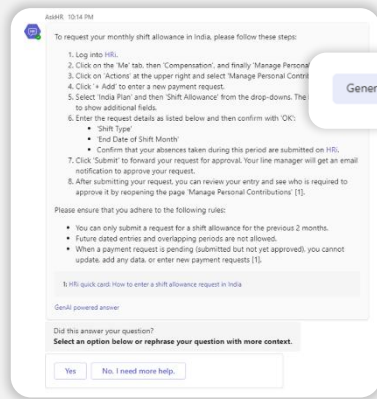 AskHR 10:14 PM
To request your monthly shift allowance in India, please follow these steps:
1. Log into HRi.
2. Click on the 'Me' tab, then 'Compensation', and finally 'Manage Personal
3. Click on 'Actions' at the upper right and select 'Manage Personal
4. Click '+ Add' to enter a new payment request.
5. Select 'India Plan' and then 'Shift Allowance' from the drop-downs. The
to show additional fields.
6. Enter the request details as listed below and then confirm with 'OK':
• 'Shift Type'
• 'End Date of Shift Month'
• Confirm that your absences taken during this period are submitted on HRi.
7. Click 'Submit' to forward your request for approval. Your line manager will get an email
notification to approve your request.
8. After submitting your request, you can review your entry and see who is required to
approve it by reopening the page 'Manage Personal Contributions' [1].
Please ensure that you adhere to the following rules:
• You can only submit a request for a shift allowance for the previous 2 months.
• Future dated entries and overlapping periods are not allowed.
• When a payment request is pending (submitted but not yet approved), you cannot
update, add any data, or enter new payment requests [1].
1: HRi quick card: How to enter a shift allowance request in India
GenAI powered answer
Did this answer your question?
Select an option below or rephrase your question with more context.
Yes
No, I need more help.